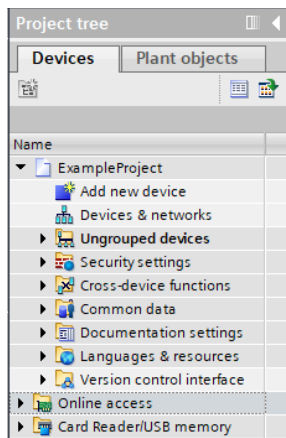 Project tree
Devices
Plant objects
Name
ExampleProject
Add new device
Devices & networks
Ungrouped devices
Security settings
Cross-device functions
Common data
Documentation settings
Languages & resources
Version control interface
Online access
Card Reader/USB memory